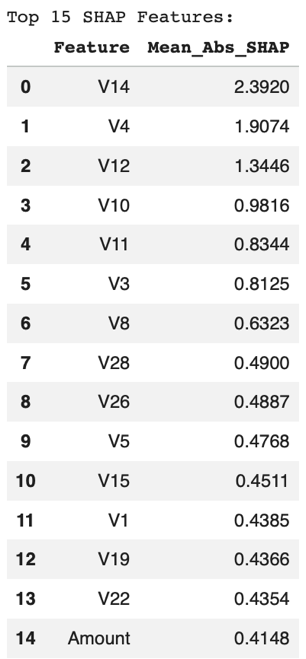 Top 15 SHAP Features:
Feature Mean_Abs_SHAP
0 V14 2.3920
1 V4 1.9074
2 V12 1.3446
3 V10 0.9816
4 V11 0.8344
5 V3 0.8125
6 V8 0.6323
7 V28 0.4900
8 V26 0.4887
9 V5 0.4768
10 V15 0.4511
11 V1 0.4385
12 V19 0.4366
13 V22 0.4354
14 Amount 0.4148